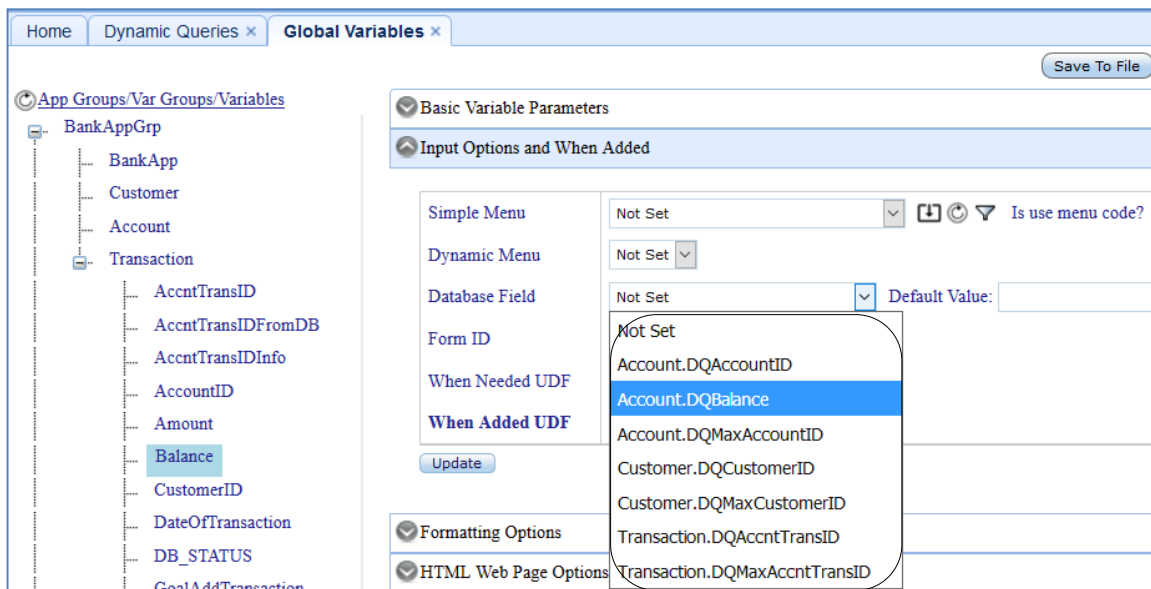 Home Dynamic Queries × Global Variables ×
Save To File
App Groups/Var Groups/Variables
BankAppGrp
BankApp
Customer
Account
Transaction
AccntTransID
AccntTransIDFromDB
AccntTransIDInfo
AccountID
Amount
Balance
CustomerID
DateOfTransaction
DB_STATUS
GoalAddTransaction
Basic Variable Parameters
Input Options and When Added
Simple Menu Not Set Is use menu code?
Dynamic Menu Not Set
Database Field Not Set Default Value:
Form ID
When Needed UDF
When Added UDF
Not Set
Account.DQAccountID
Account.DQBalance
Account.DQMaxAccountID
Customer.DQCustomerID
Customer.DQMaxCustomerID
Transaction.DQAccntTransID
Transaction.DQMaxAccntTransID
Update
Formatting Options
HTML Web Page Options